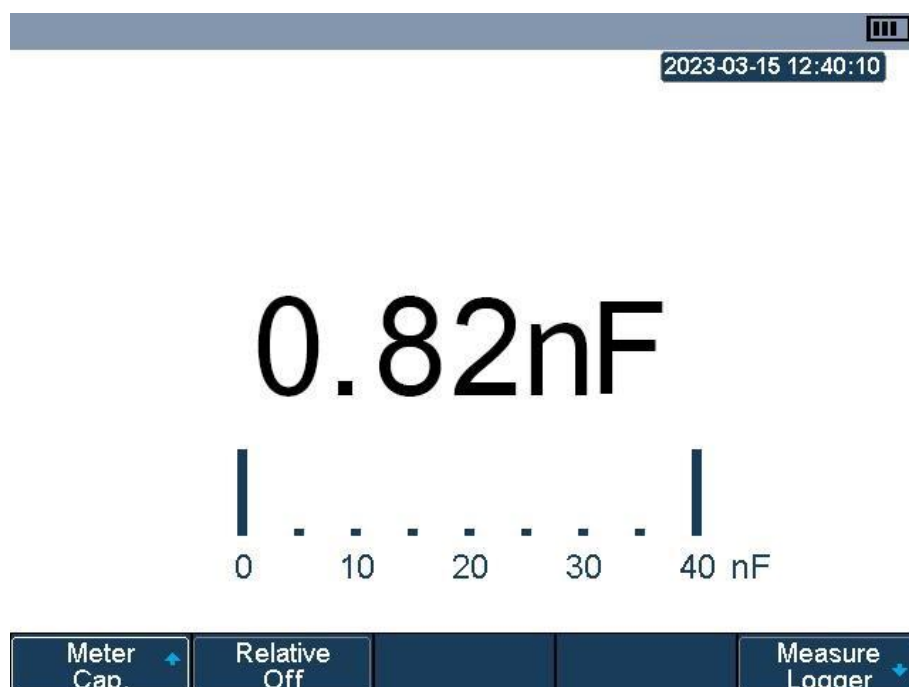 2023-03-15 12:40:10
0.82nF
0 10 20 30 40 nF
Meter Relative Measure
Cap. Off Logger